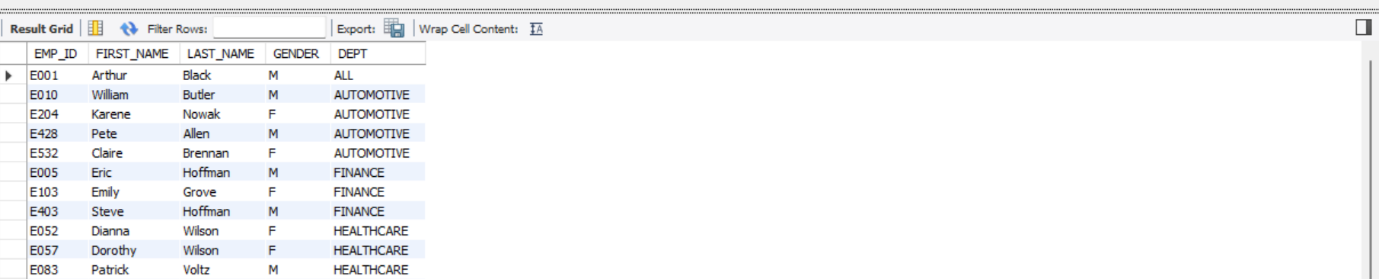 Result Grid Filter Rows: Export: Wrap Cell Content: IA
EMP_ID FIRST_NAME LAST_NAME GENDER DEPT
E001 Arthur Black M ALL
E010 William Butler M AUTOMOTIVE
E204 Karene Nowak F AUTOMOTIVE
E428 Pete Allen M AUTOMOTIVE
E532 Claire Brennan F AUTOMOTIVE
E005 Eric Hoffman M FINANCE
E103 Emily Grove F FINANCE
E403 Steve Hoffman M FINANCE
E052 Dianna Wilson F HEALTHCARE
E057 Dorothy Wilson F HEALTHCARE
E083 Patrick Voltz M HEALTHCARE